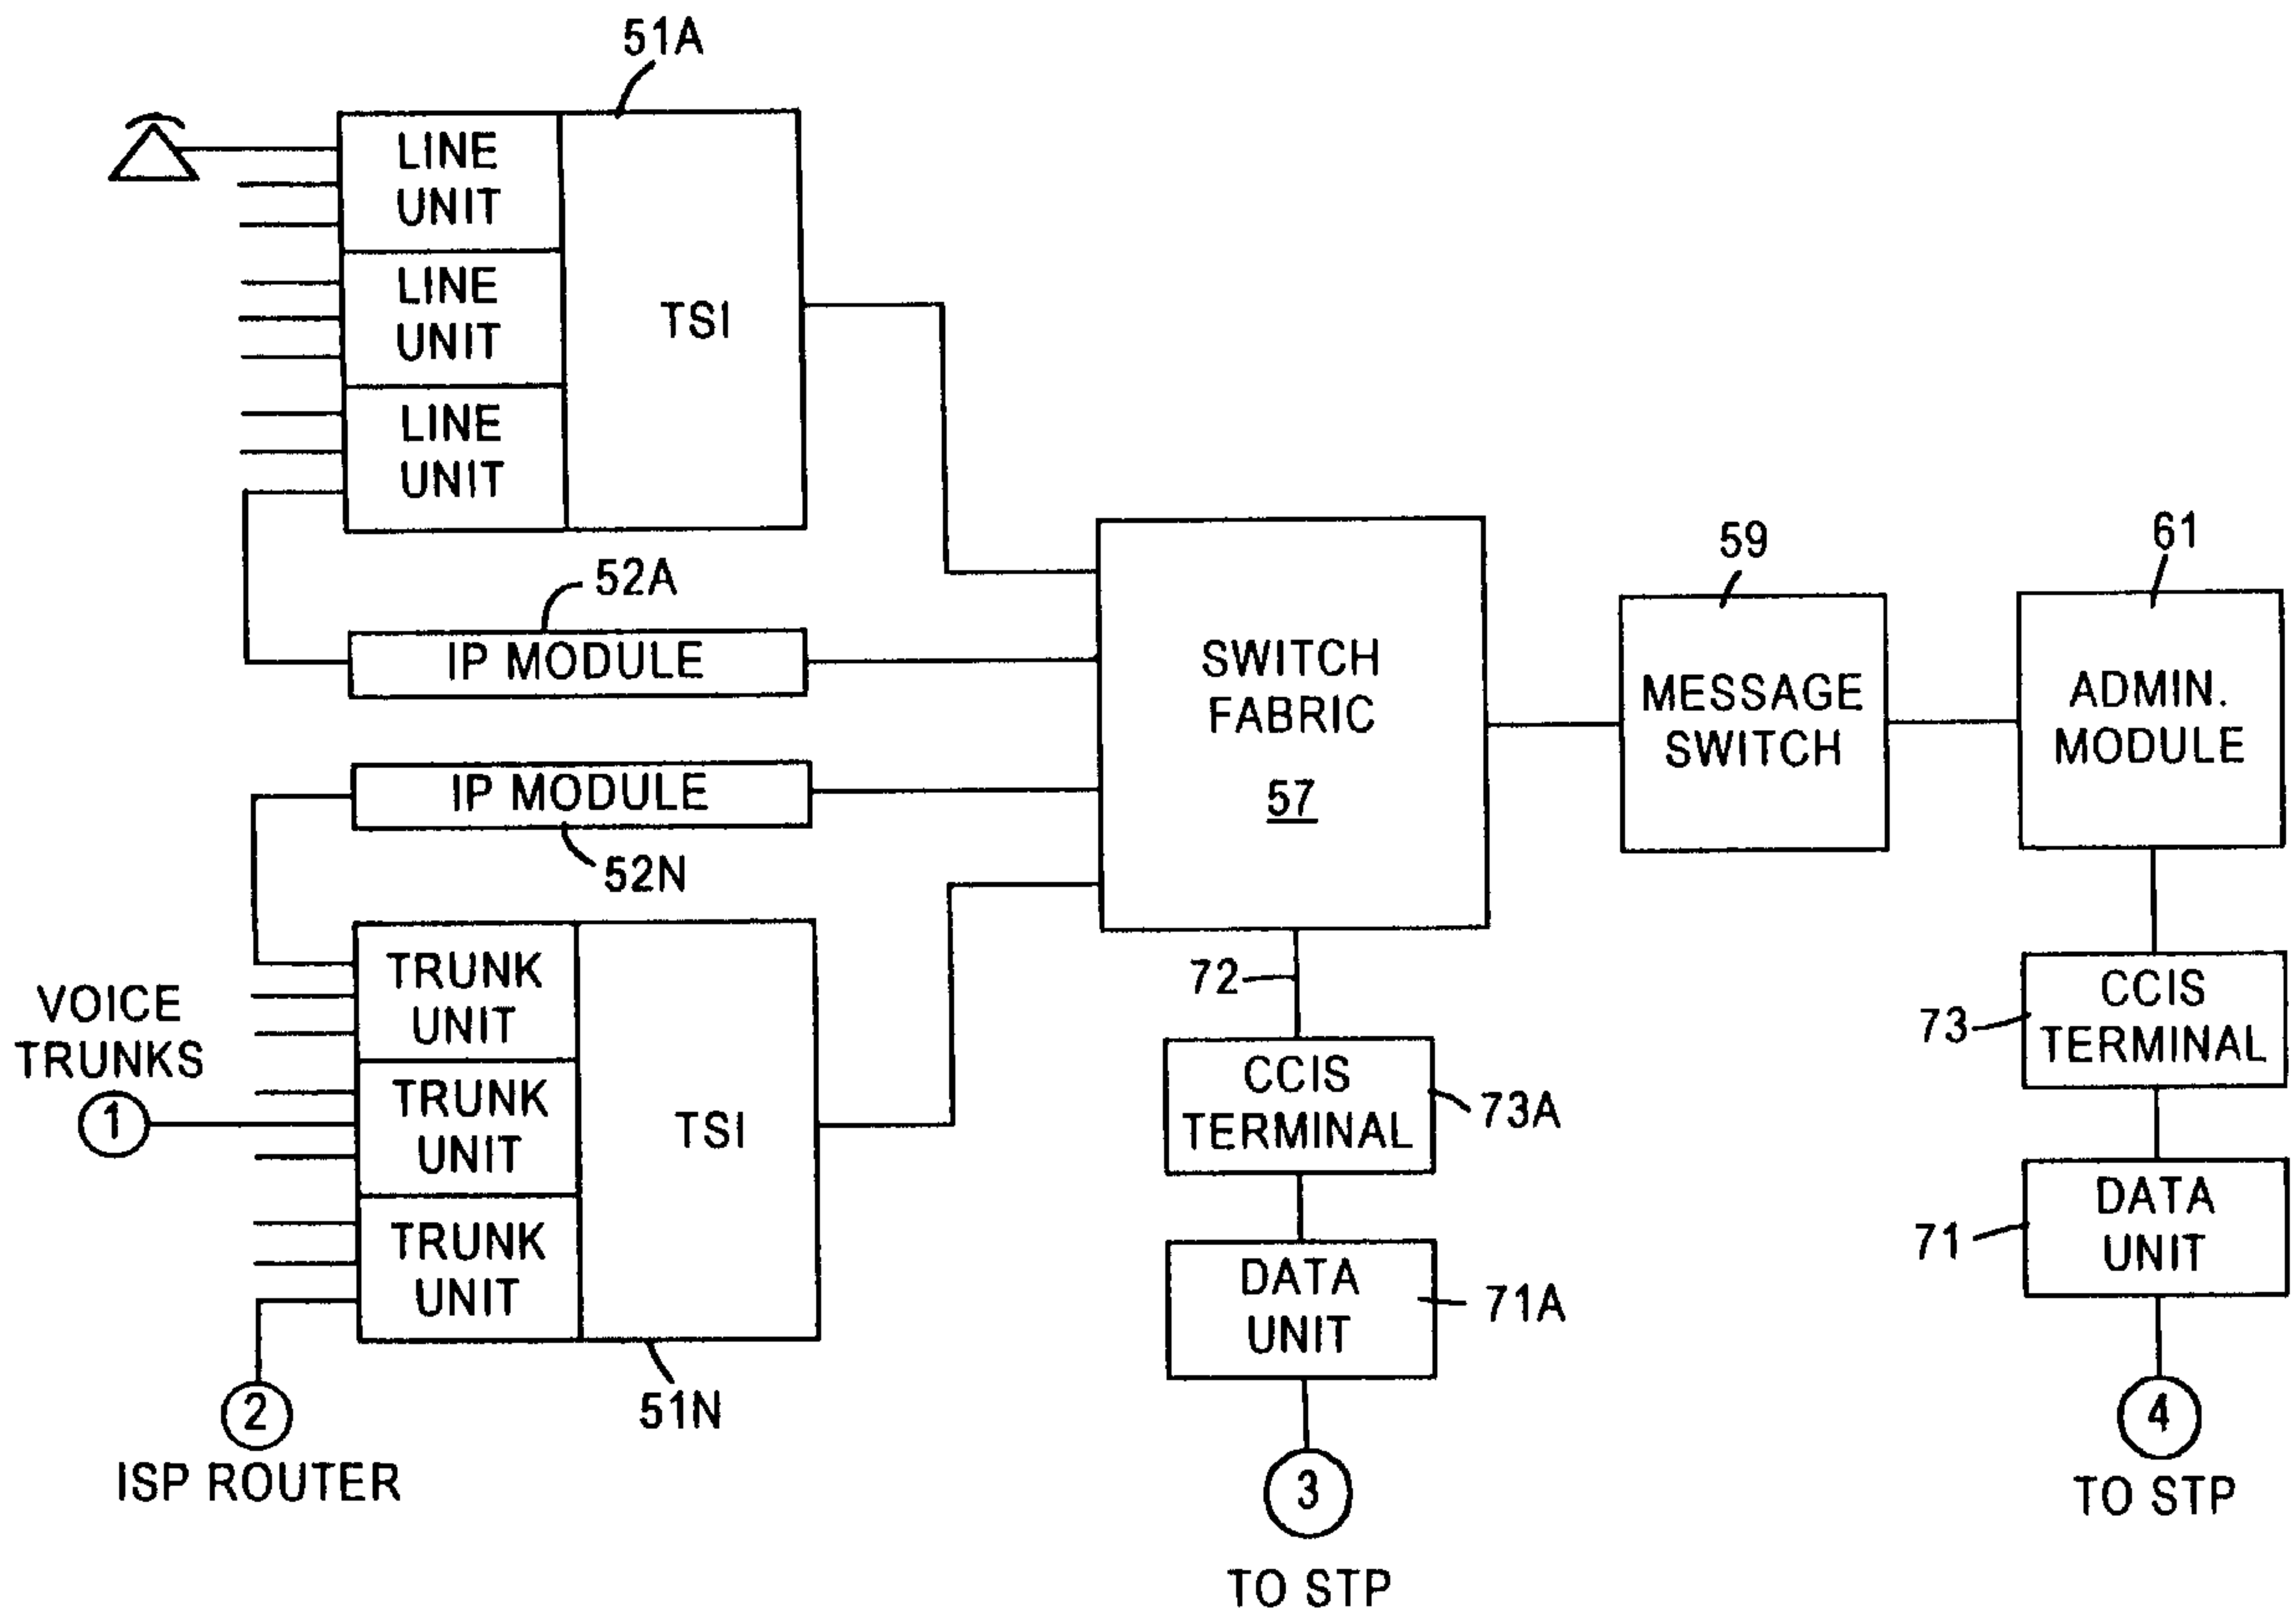 51A
LINE
UNIT
LINE
UNIT
LINE
UNIT
TSI
52A
IP MODULE
IP MODULE
52N
VOICE
TRUNKS
1
TRUNK
UNIT
TRUNK
UNIT
TRUNK
UNIT
TSI
51N
2
ISP ROUTER
SWITCH
FABRIC
57
72
CCIS
TERMINAL
73A
DATA
UNIT
71A
3
TO STP
59
MESSAGE
SWITCH
61
ADMIN.
MODULE
73
CCIS
TERMINAL
71
DATA
UNIT
4
TO STP